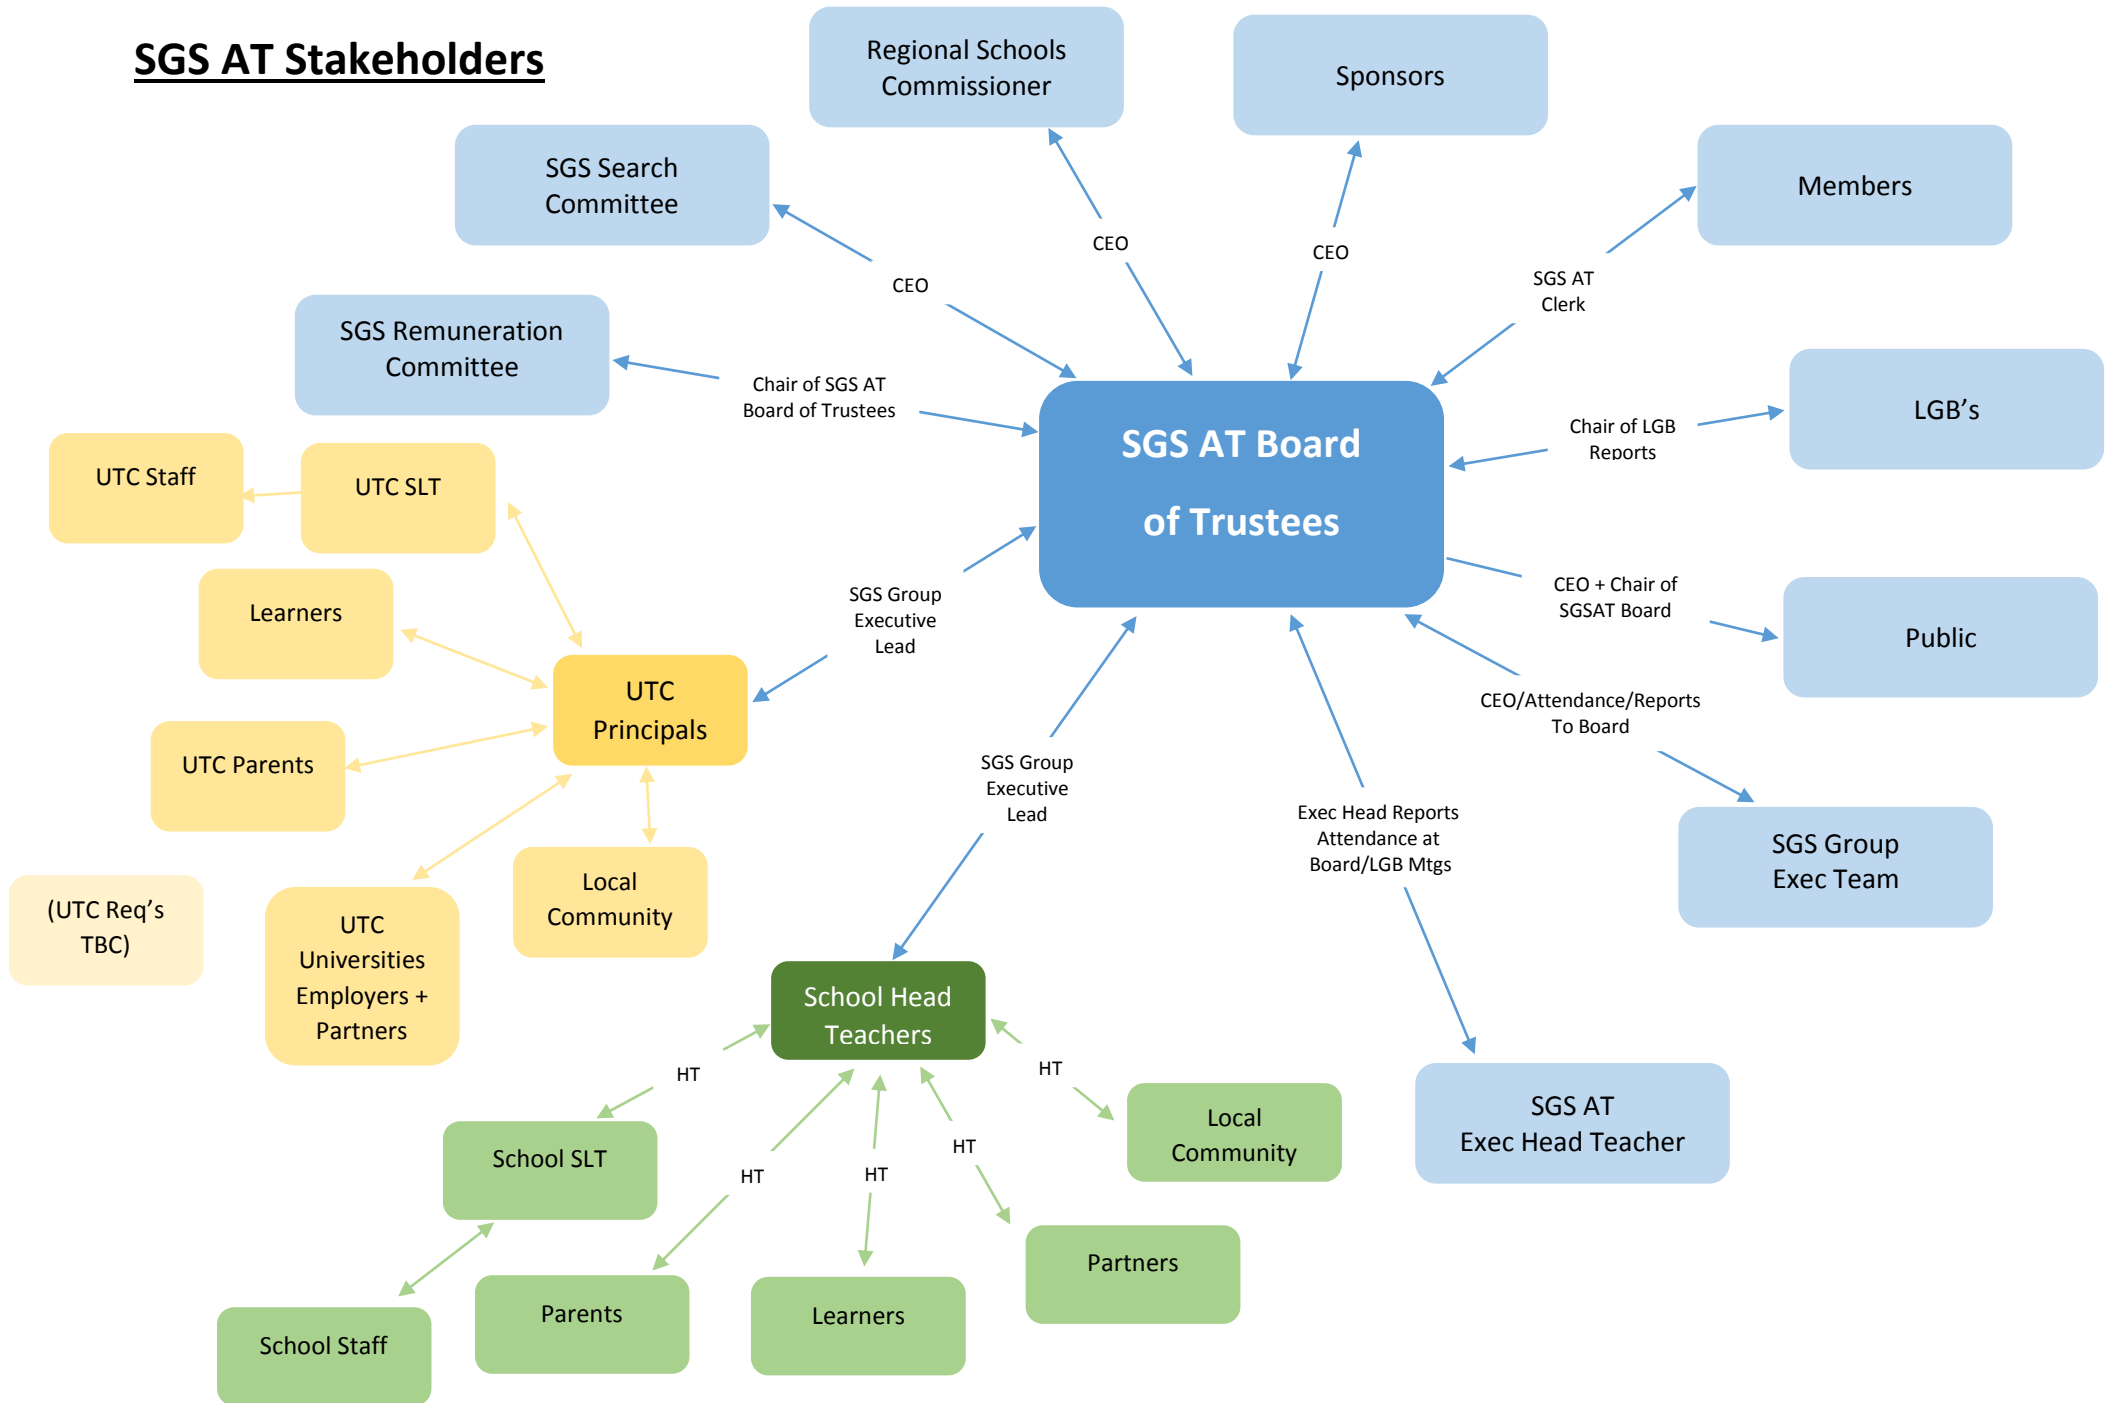 SGS AT Stakeholders
Regional Schools
Commissioner
Sponsors
SGS Search
Committee
Members
CEO
CEO
CEO
SGS AT
Clerk
SGS Remuneration
Committee
Chair of SGS AT
Board of Trustees
LGB's
Chair of LGB
Reports
SGS AT Board
of Trustees
UTC Staff
UTC SLT
Learners
SGS Group
Executive
Lead
CEO + Chair of
SGSAT Board
Public
UTC
Principals
CEO/Attendance/Reports
To Board
UTC Parents
SGS Group
Executive
Lead
Exec Head Reports
Attendance at
Board/LGB Mtgs
SGS Group
Exec Team
(UTC Req's
TBC)
UTC
Universities
Employers +
Partners
Local
Community
School Head
Teachers
HT
HT
HT
HT
HT
Local
Community
SGS AT
Exec Head Teacher
School SLT
Partners
Parents
Learners
School Staff